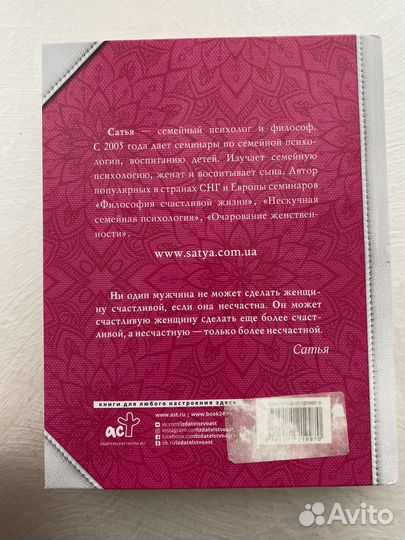 Сатья — семейный психолог и философ.
С 2005 года дает семинары по семейной психо-
логии, воспитанию детей. Изучает семейную
психологию, женат и воспитывает сына. Автор
популярных в странах СНГ и Европы семинаров
«Философия счастливой жизни», «Нескучная
семейная психология», «Очарование женствен-
ности».
www.satya.com.ua
Ни один мужчина не может сделать женщи-
ну счастливой, если она несчастна. Он может
счастливую женщину сделать еще более счаст-
ливой, а несчастную — только более несчастной.
Сатья
книги для любого настроения здесь
аст
ИЗДАТЕЛЬСКАЯ ГРУППА АСТ
www.ast.ru | www.book24
vk.com/izdatelstvoast
instagram.com/izdatelstvoast
facebook.com/izdatelstvoast
ok.ru/izdatelstvoast
Avito